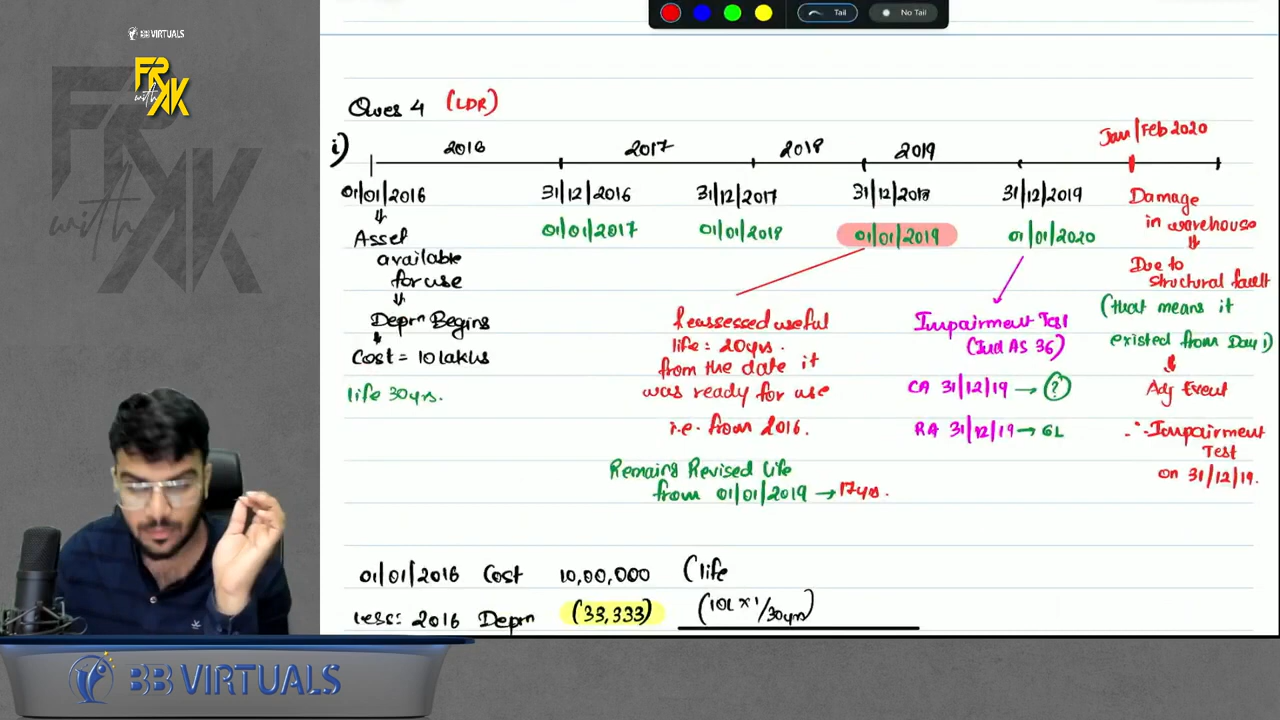 BB VIRTUALS
FR
with
AK
FR
with
AK
Tail
No Tail
Ques 4 (LDR)
Jan/Feb 2020
i)
2016
2017
2018
2019
01/01/2016
31/12/2016
31/12/2017
31/12/2018
31/12/2019
01/01/2017
01/01/2018
01/01/2019
01/01/2020
Asset
available
for use
Deprn Begins
Cost = 10 lakhs
life 30yrs.
Reassessed useful
life = 20yrs.
from the date it
was ready for use
i.e. from 2016.
Remaing Revised life
from 01/01/2019 → 17yrs.
Impairment Test
(Ind AS 36)
CA 31/12/19 → (?)
RA 31/12/19 → 6L
Damage
in warehouse
Due to
structural fault
(that means it
existed from Day 1)
Adj Event
∴ Impairment
Test
on 31/12/19.
01/01/2016 Cost 10,00,000 (life
Less: 2016 Deprn (33,333) (10L x 1/30yrs)
BB VIRTUALS